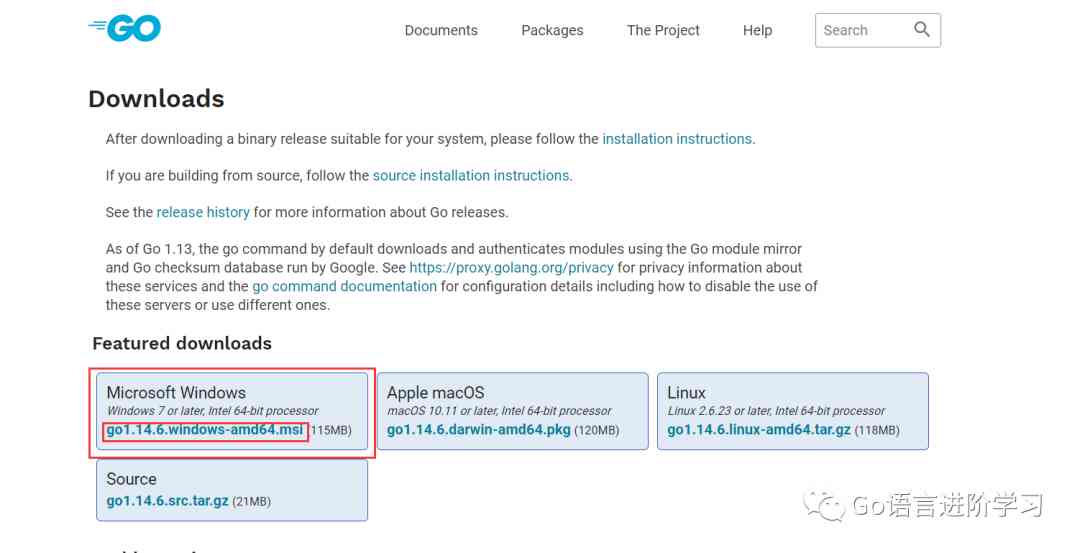 GO
Documents Packages The Project Help Search
Downloads
After downloading a binary release suitable for your system, please follow the installation instructions.
If you are building from source, follow the source installation instructions.
See the release history for more information about Go releases.
As of Go 1.13, the go command by default downloads and authenticates modules using the Go module mirror
and Go checksum database run by Google. See https://proxy.golang.org/privacy for privacy information about
these services and the go command documentation for configuration details including how to disable the use of
these servers or use different ones.
Featured downloads
Microsoft Windows
Windows 7 or later, Intel 64-bit processor
go1.14.6.windows-amd64.msi (115MB)
Apple macOS
macOS 10.11 or later, Intel 64-bit processor
go1.14.6.darwin-amd64.pkg (120MB)
Linux
Linux 2.6.23 or later, Intel 64-bit processor
go1.14.6.linux-amd64.tar.gz (118MB)
Source
go1.14.6.src.tar.gz (21MB)
Go语言进阶学习